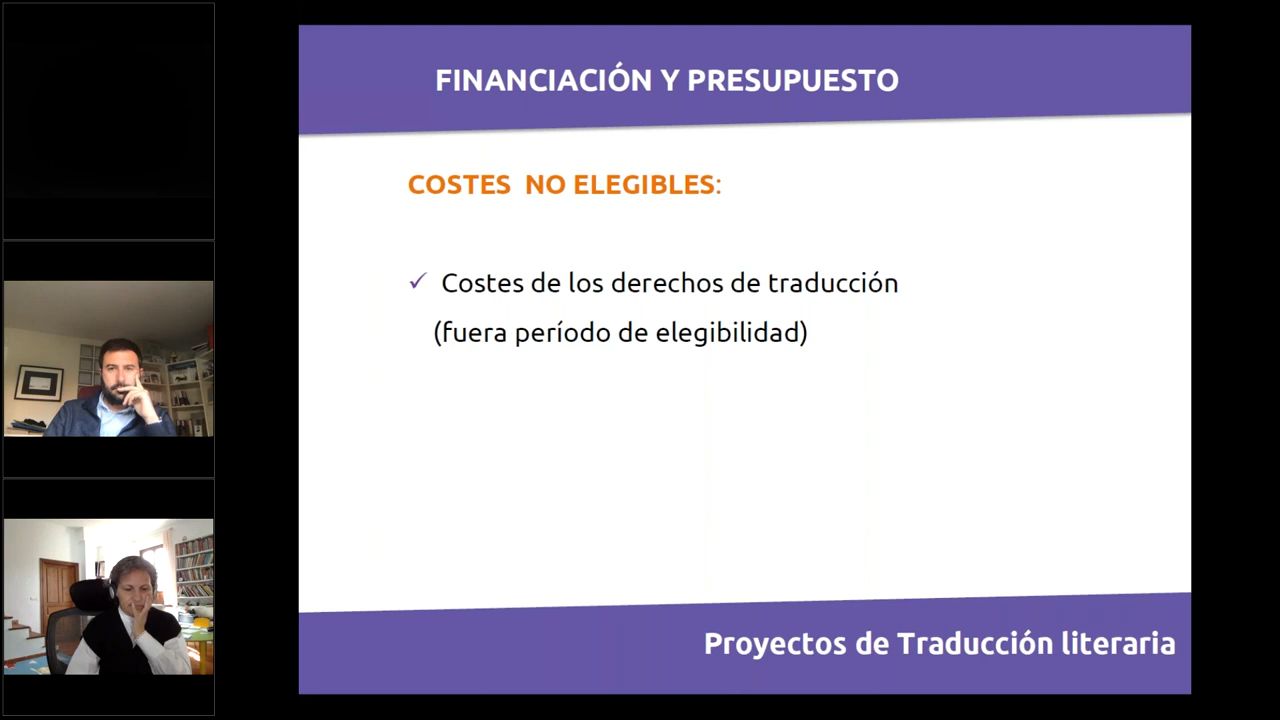 FINANCIACIÓN Y PRESUPUESTO
COSTES NO ELEGIBLES:
✓ Costes de los derechos de traducción
(fuera período de elegibilidad)
Proyectos de Traducción literaria